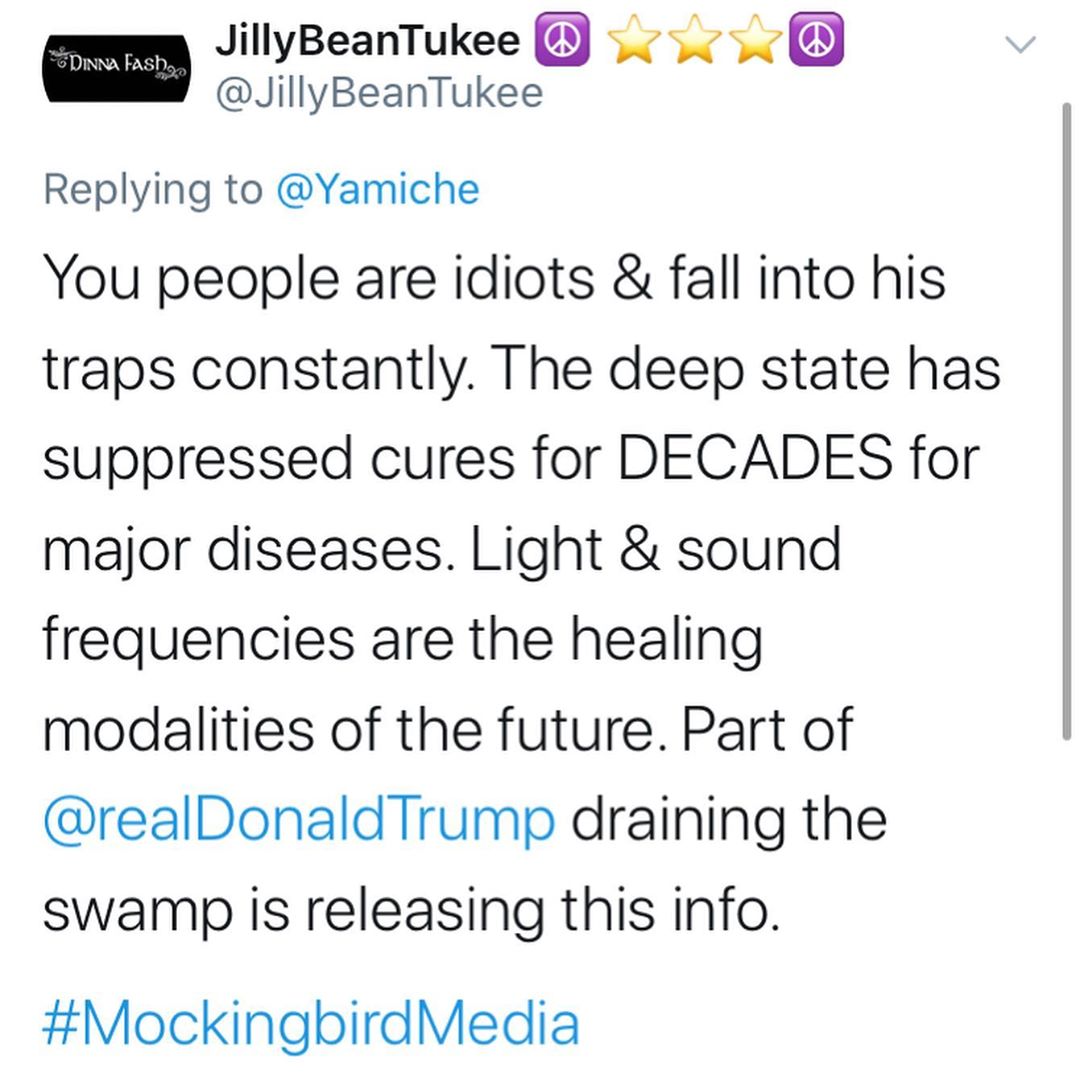 DINNA FASH
JillyBeanTukee ☮️ ⭐⭐⭐☮️
@JillyBeanTukee
Replying to @Yamiche
You people are idiots & fall into his
traps constantly. The deep state has
suppressed cures for DECADES for
major diseases. Light & sound
frequencies are the healing
modalities of the future. Part of
@realDonaldTrump draining the
swamp is releasing this info.
#MockingbirdMedia